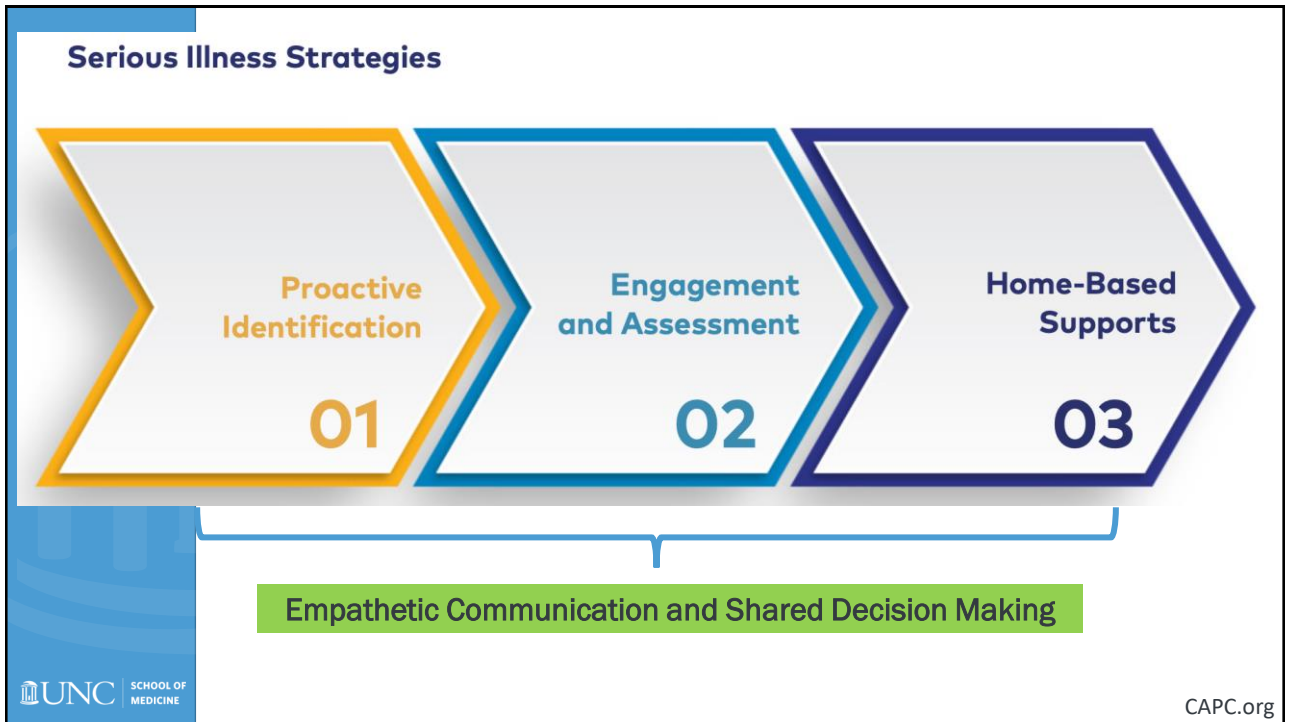 Serious Illness Strategies
Proactive
Identification
01
Engagement
and Assessment
02
Home-Based
Supports
03
Empathetic Communication and Shared Decision Making
UNC SCHOOL OF
MEDICINE
CAPC.org